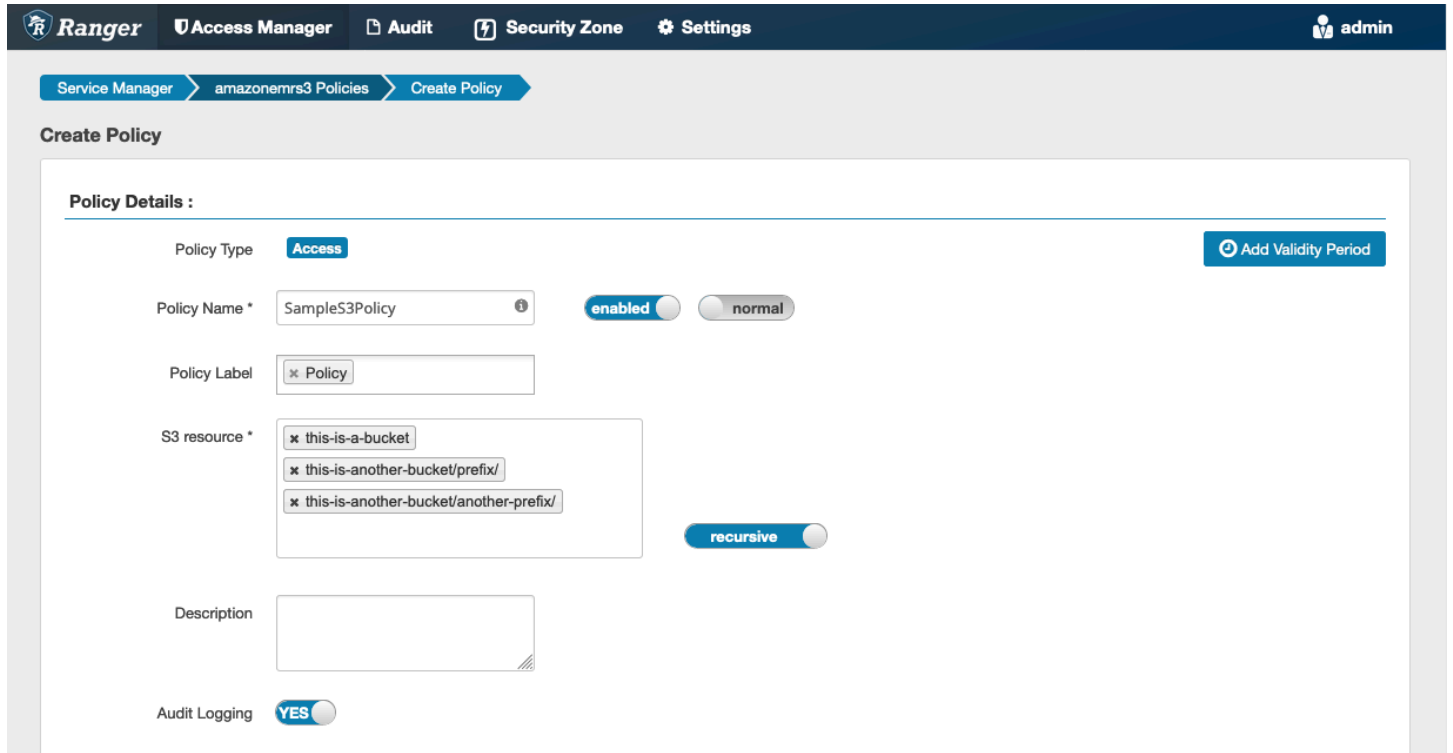 Ranger Access Manager Audit Security Zone Settings admin
Service Manager amazonemrs3 Policies Create Policy
Create Policy
Policy Details :
Policy Type Access Add Validity Period
Policy Name * SampleS3Policy enabled normal
Policy Label × Policy
S3 resource * × this-is-a-bucket
× this-is-another-bucket/prefix/
× this-is-another-bucket/another-prefix/
recursive
Description
Audit Logging YES